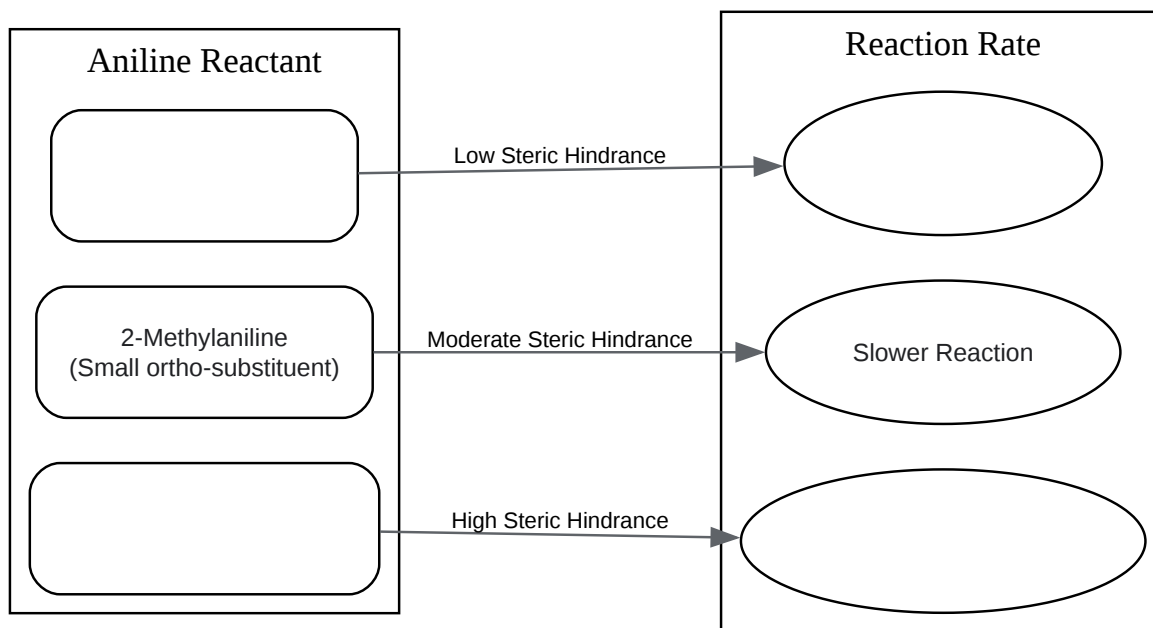 Aniline Reactant
Reaction Rate
Low Steric Hindrance
2-Methylaniline
(Small ortho-substituent)
Moderate Steric Hindrance
Slower Reaction
High Steric Hindrance